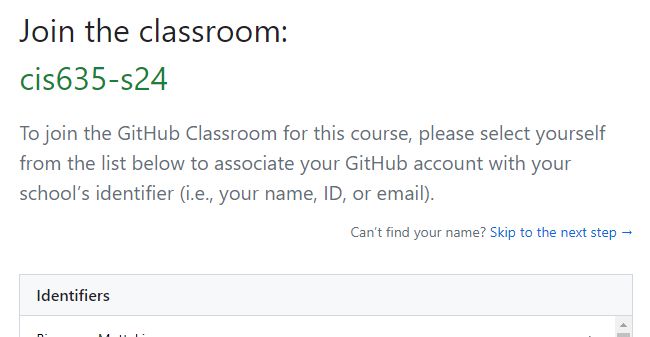 Join the classroom:
cis635-s24
To join the GitHub Classroom for this course, please select yourself
from the list below to associate your GitHub account with your
school’s identifier (i.e., your name, ID, or email).
Can’t find your name? Skip to the next step →
Identifiers